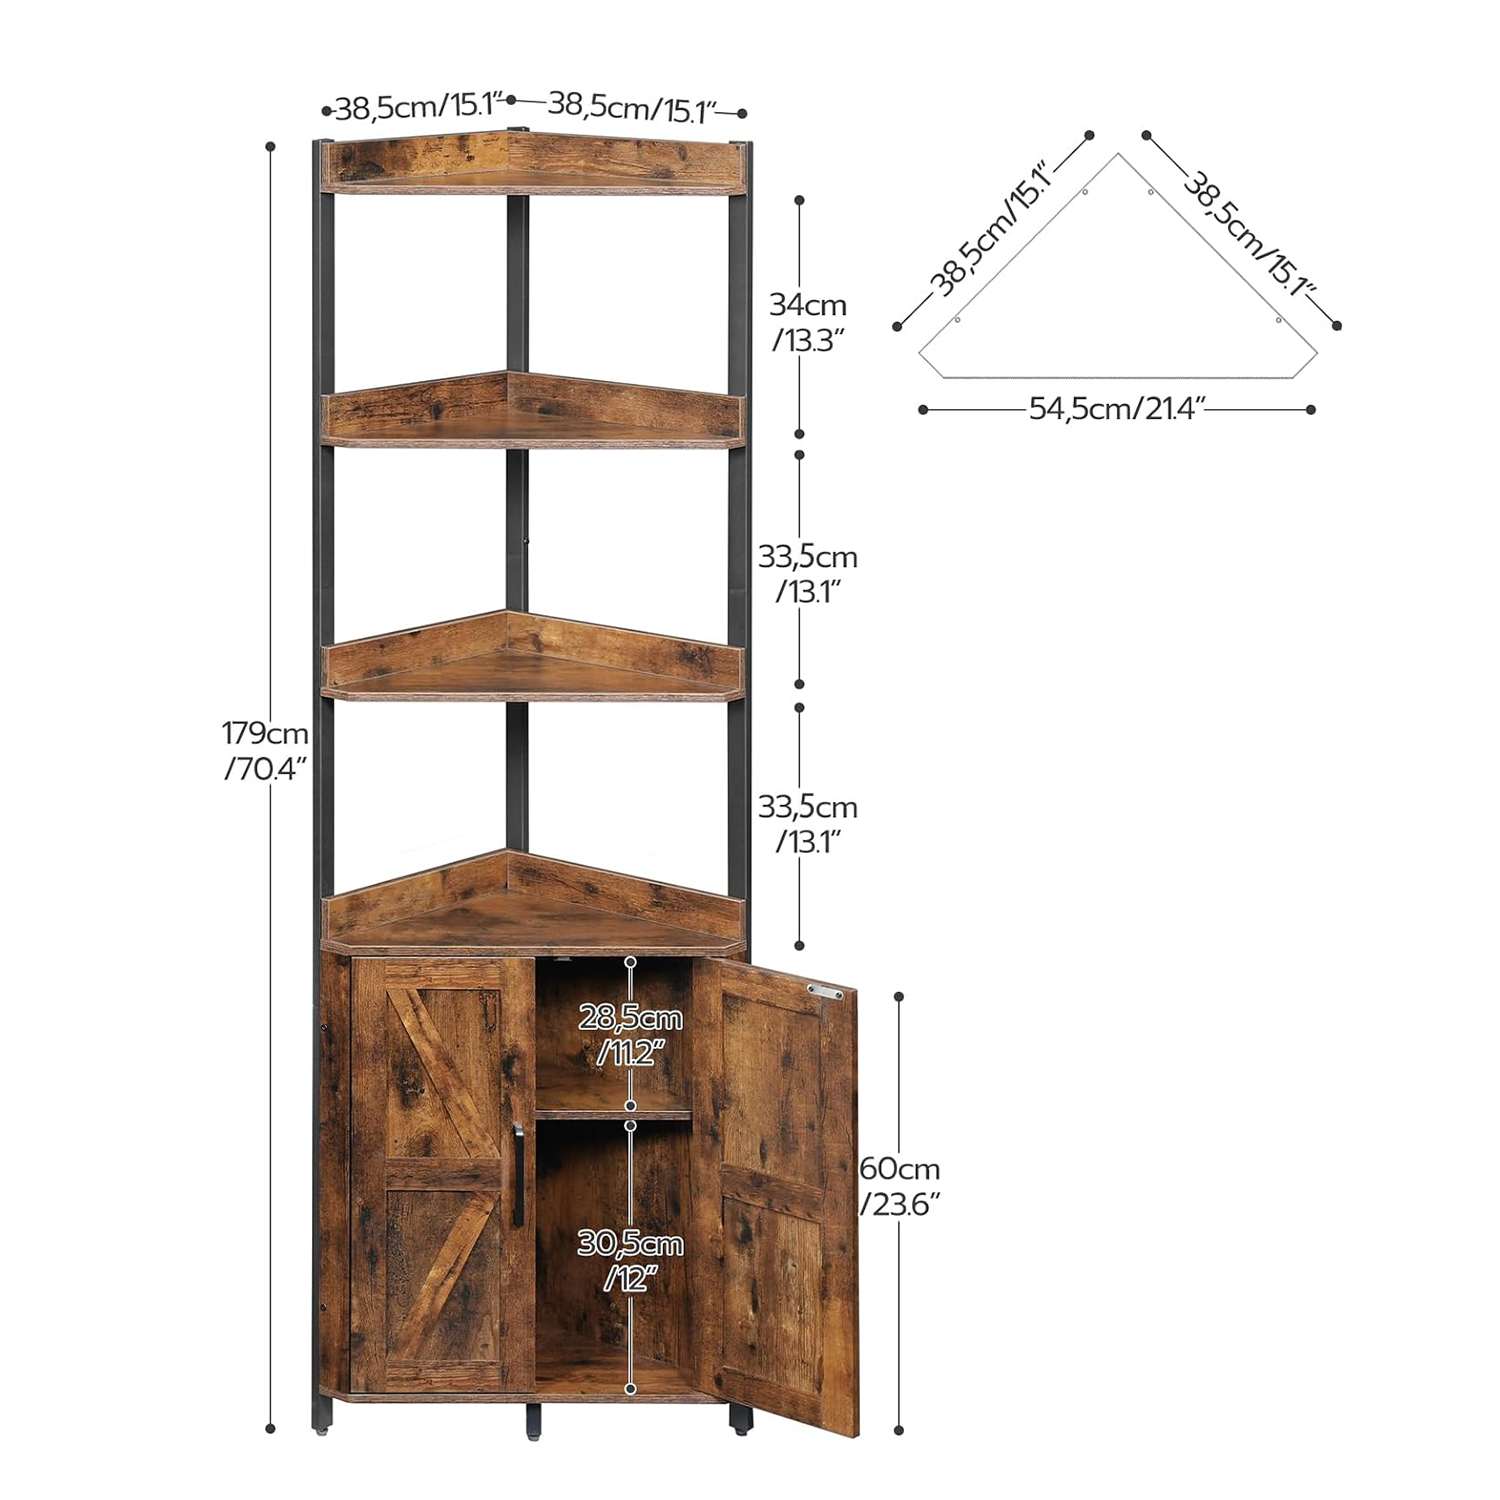 38,5cm/15.1” 38,5cm/15.1”
38,5cm/15.1”
38,5cm/15.1”
54,5cm/21.4”
34cm
/13.3”
33,5cm
/13.1”
179cm
/70.4”
33,5cm
/13.1”
28,5cm
/11.2”
60cm
/23.6”
30,5cm
/12”